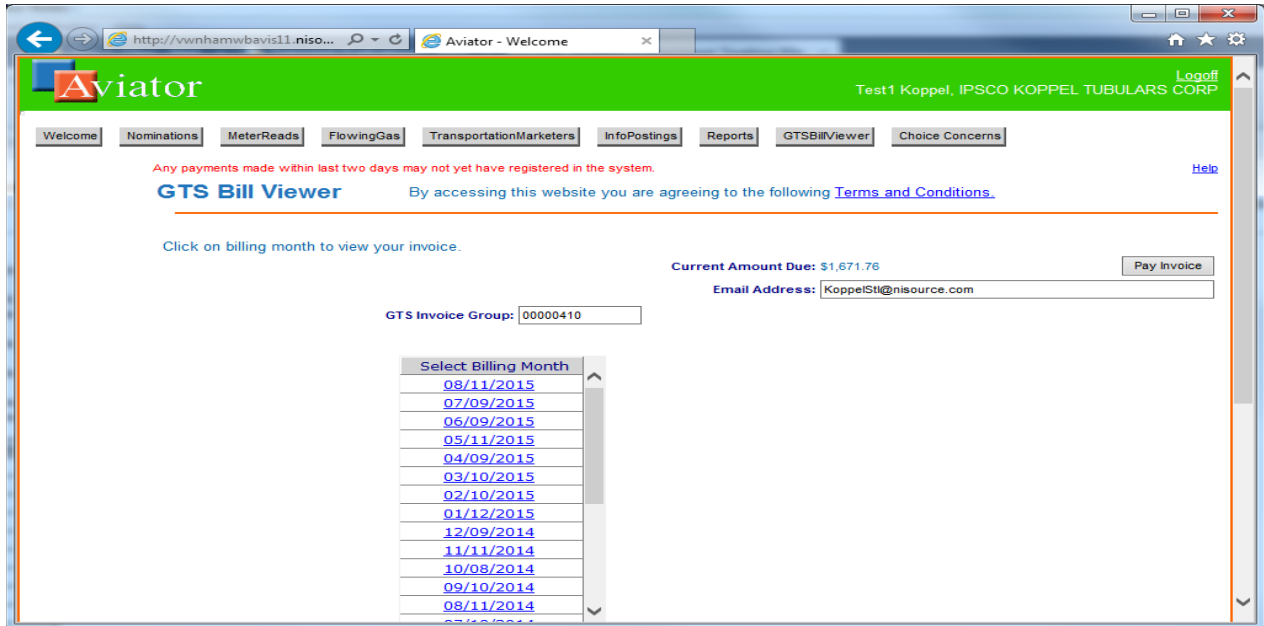 http://vwnhamwbavis11.niso...
Aviator - Welcome
Aviator
Logoff
Test1 Koppel, IPSCO KOPPEL TUBULARS CORP
Welcome Nominations MeterReads FlowingGas TransportationMarketers InfoPostings Reports GTSBillViewer Choice Concerns
Any payments made within last two days may not yet have registered in the system.
Help
GTS Bill Viewer By accessing this website you are agreeing to the following Terms and Conditions.
Click on billing month to view your invoice.
Current Amount Due: $1,671.76 Pay Invoice
Email Address: KoppelStl@nisource.com
GTS Invoice Group: 00000410
Select Billing Month
08/11/2015
07/09/2015
06/09/2015
05/11/2015
04/09/2015
03/10/2015
02/10/2015
01/12/2015
12/09/2014
11/11/2014
10/08/2014
09/10/2014
08/11/2014